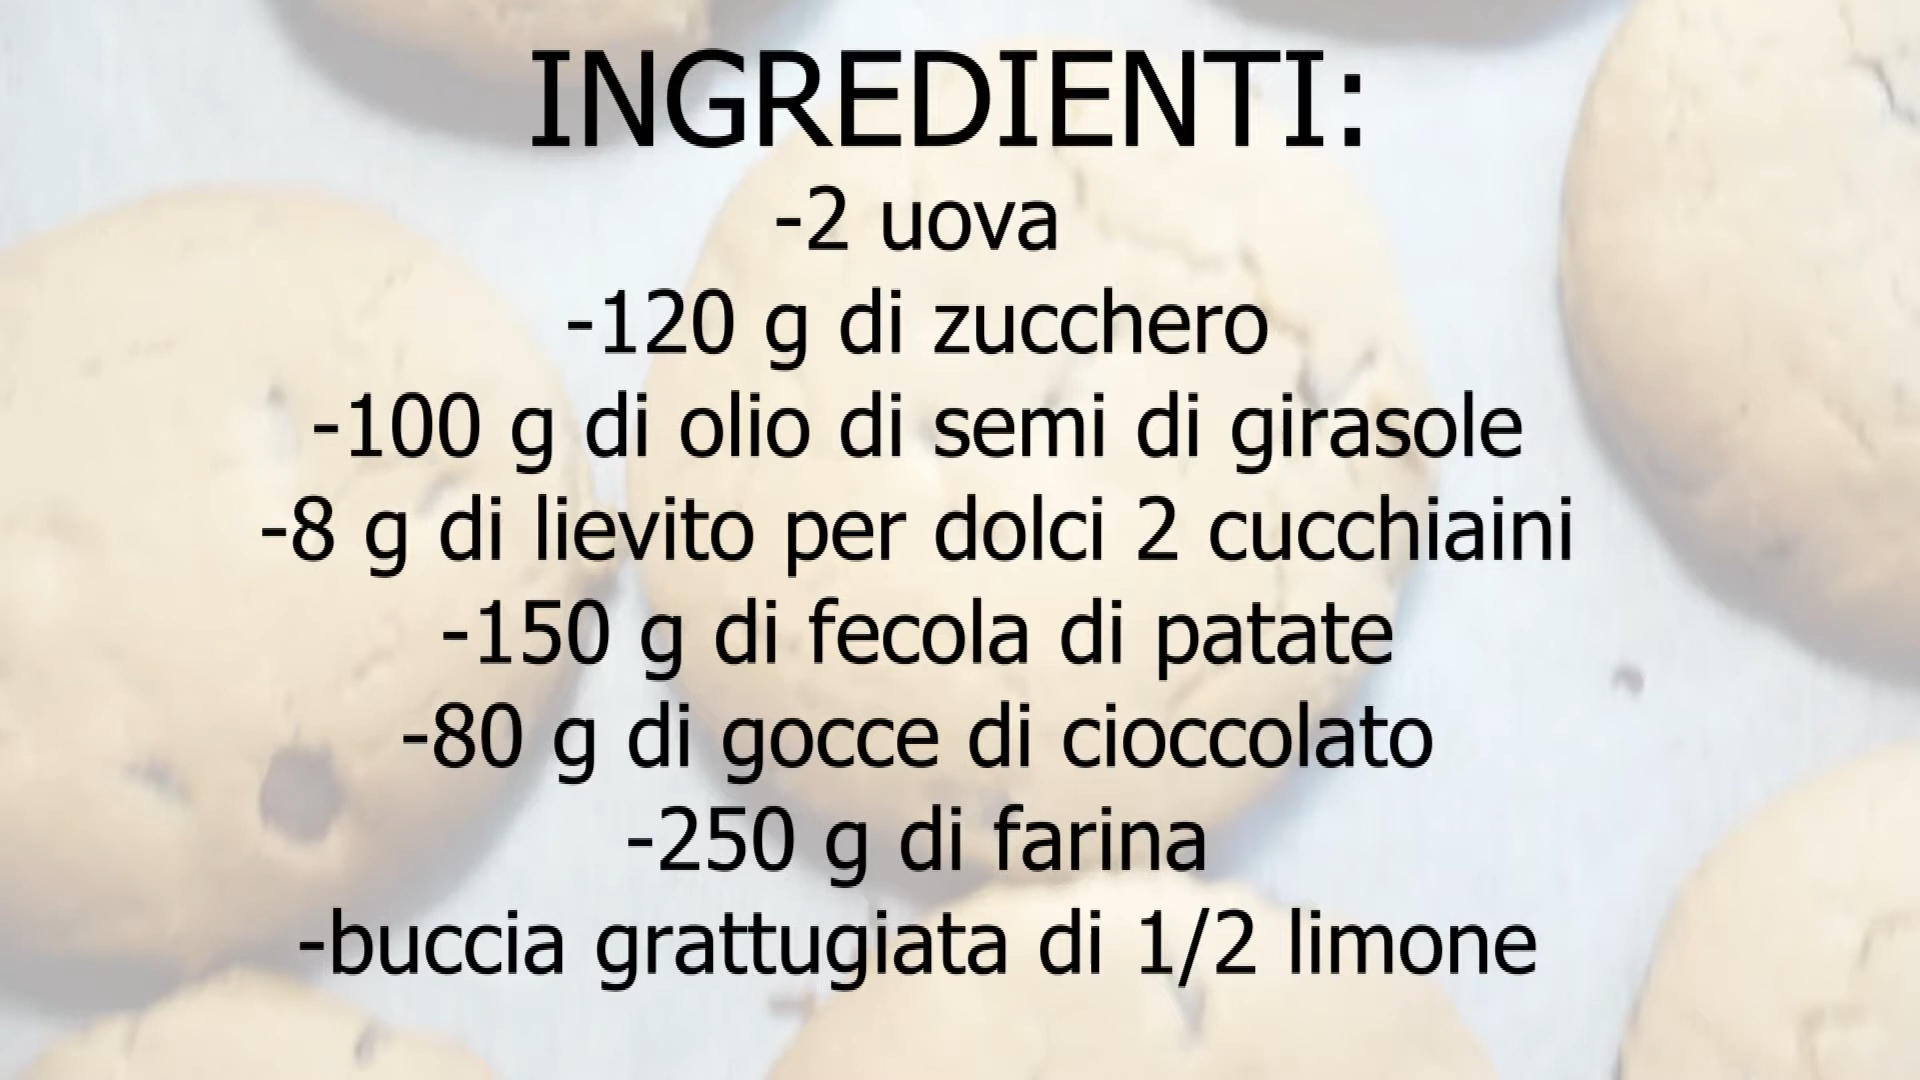 INGREDIENTI:
-2 uova
-120 g di zucchero
-100 g di olio di semi di girasole
-8 g di lievito per dolci 2 cucchiaini
-150 g di fecola di patate
-80 g di gocce di cioccolato
-250 g di farina
-buccia grattugiata di 1/2 limone